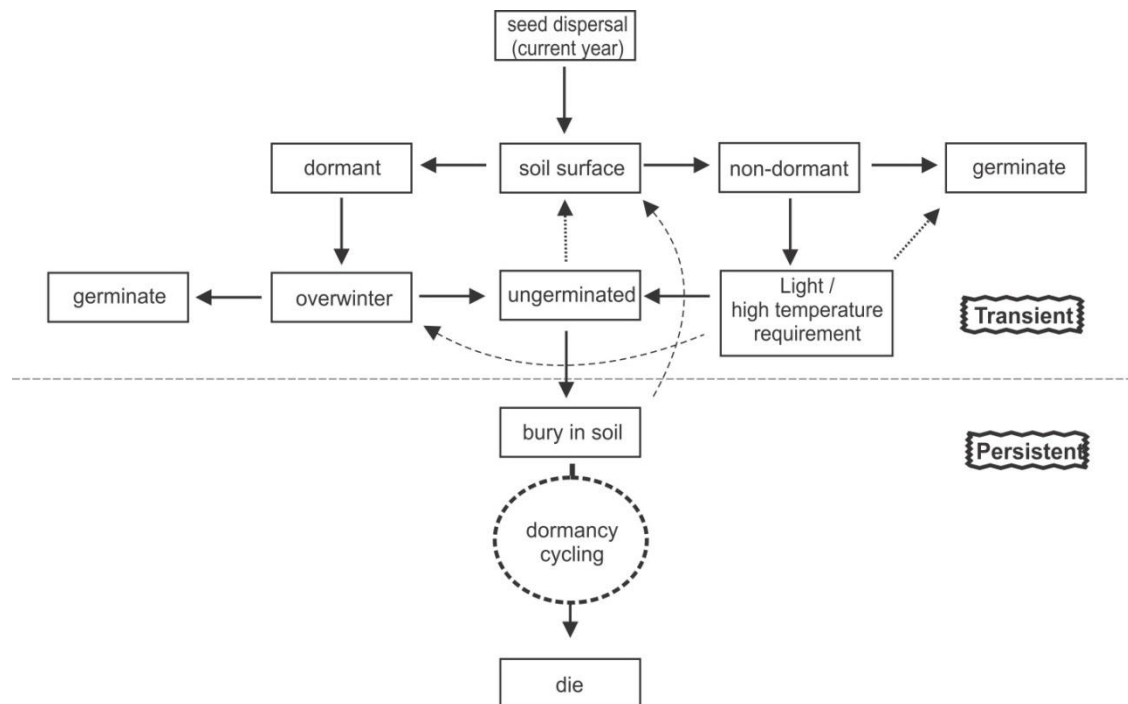 seed dispersal
(current year)
dormant
soil surface
non-dormant
germinate
germinate
overwinter
ungerminated
Light /
high temperature
requirement
Transient
bury in soil
Persistent
dormancy
cycling
die